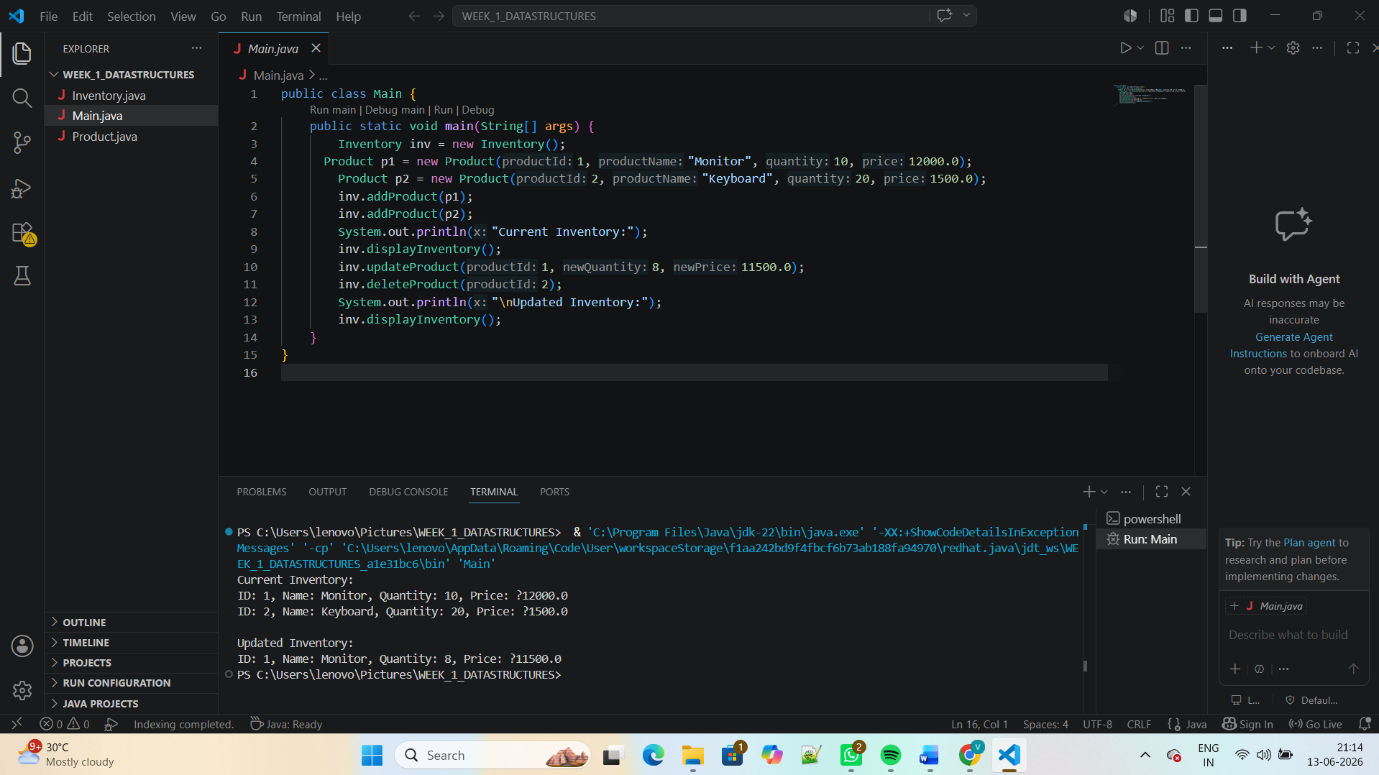 File Edit Selection View Go Run Terminal Help
WEEK_1_DATASTRUCTURES
EXPLORER
WEEK_1_DATASTRUCTURES
J Inventory.java
J Main.java
J Product.java
OUTLINE
TIMELINE
PROJECTS
RUN CONFIGURATION
JAVA PROJECTS
J Main.java
J Main.java > ...
1 public class Main {
Run main | Debug main | Run | Debug
2 public static void main(String[] args) {
3 Inventory inv = new Inventory();
4 Product p1 = new Product(productId: 1, productName: "Monitor", quantity: 10, price: 12000.0);
5 Product p2 = new Product(productId: 2, productName: "Keyboard", quantity: 20, price: 1500.0);
6 inv.addProduct(p1);
7 inv.addProduct(p2);
8 System.out.println(x: "Current Inventory:");
9 inv.displayInventory();
10 inv.updateProduct(productId: 1, newQuantity: 8, newPrice: 11500.0);
11 inv.deleteProduct(productId: 2);
12 System.out.println(x: "\nUpdated Inventory:");
13 inv.displayInventory();
14 }
15 }
16
PROBLEMS OUTPUT DEBUG CONSOLE TERMINAL PORTS
PS C:\Users\lenovo\Pictures\WEEK_1_DATASTRUCTURES> & 'C:\Program Files\Java\jdk-22\bin\java.exe' '-XX:+ShowCodeDetailsInException
Messages' '-cp' 'C:\Users\lenovo\AppData\Roaming\Code\User\workspaceStorage\f1aa242bd9f4fbcf6b73ab188fa94970\redhat.java\jdt_ws\WE
EK_1_DATASTRUCTURES_a1e31bc6\bin' 'Main'
Current Inventory:
ID: 1, Name: Monitor, Quantity: 10, Price: ?12000.0
ID: 2, Name: Keyboard, Quantity: 20, Price: ?1500.0
Updated Inventory:
ID: 1, Name: Monitor, Quantity: 8, Price: ?11500.0
PS C:\Users\lenovo\Pictures\WEEK_1_DATASTRUCTURES>
powershell
Run: Main
Build with Agent
AI responses may be
inaccurate
Generate Agent
Instructions to onboard AI
onto your codebase.
Tip: Try the Plan agent to
research and plan before
implementing changes.
J Main.java
Describe what to build
L... Defaul...
0 0 Indexing completed. Java: Ready
Ln 16, Col 1 Spaces: 4 UTF-8 CRLF {} Java Sign In Go Live
9+ 30°C
Mostly cloudy
Search
1
2
V
ENG
IN
21:14
13-06-2026